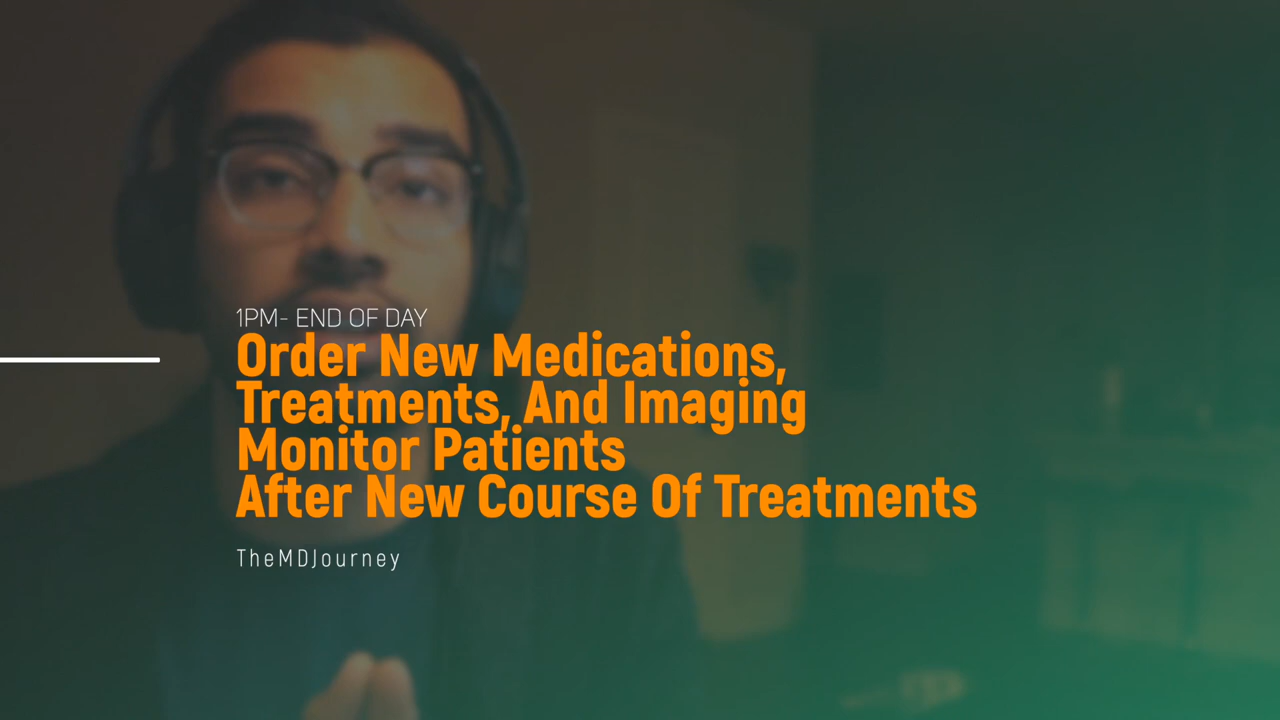 1PM- END OF DAY
Order New Medications,
Treatments, And Imaging
Monitor Patients
After New Course Of Treatments
TheMDJourney